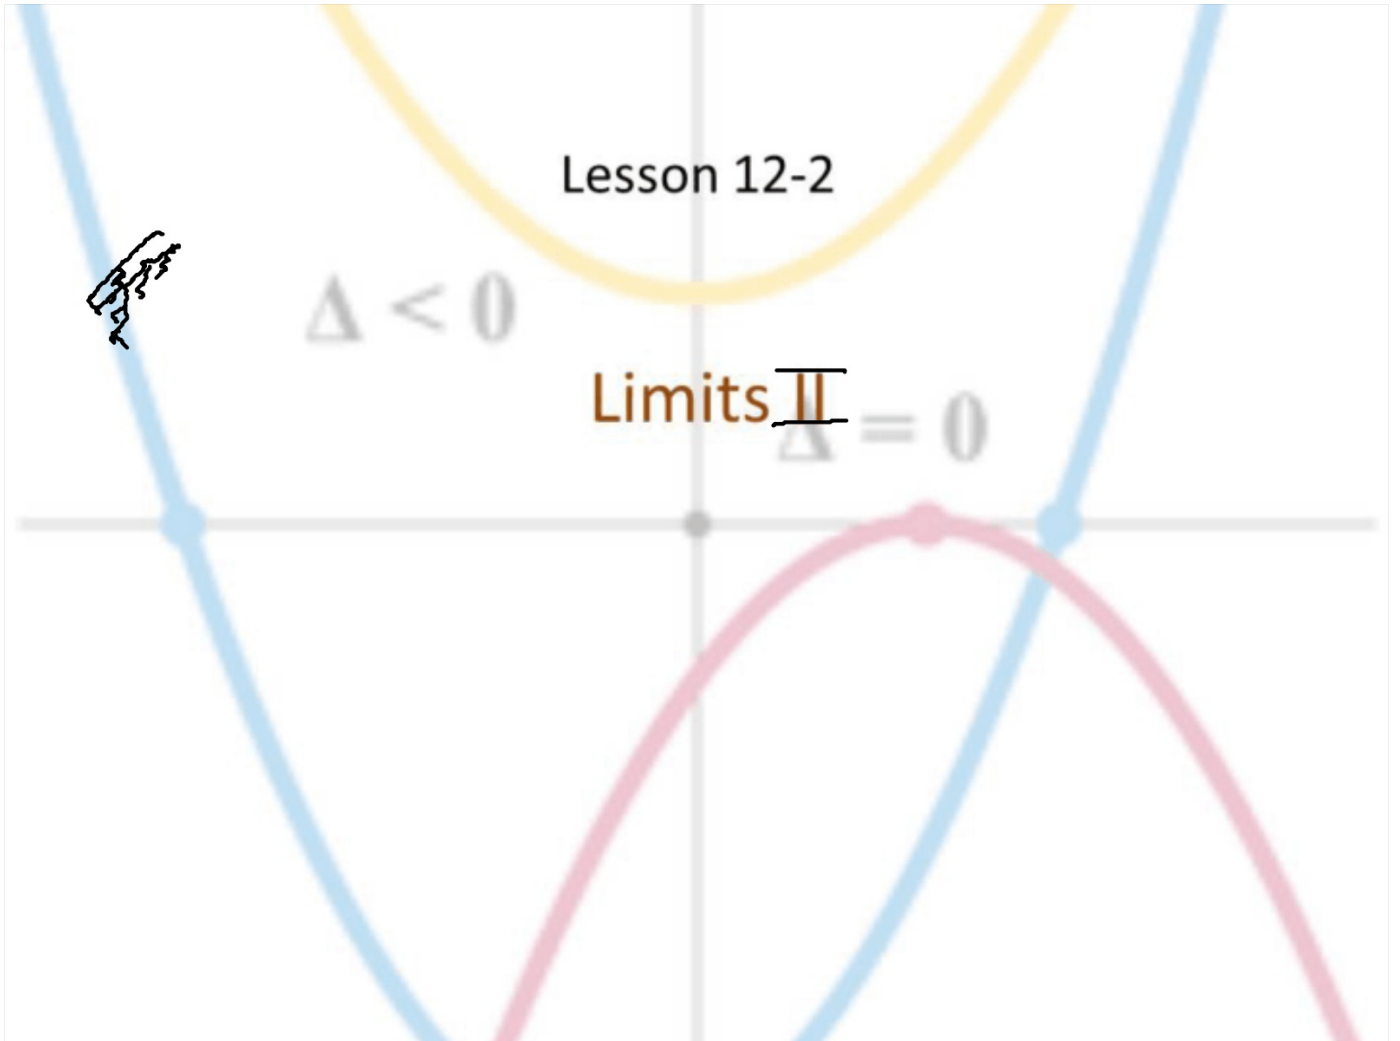 Lesson 12-2
Δ < 0
Limits II
Δ = 0